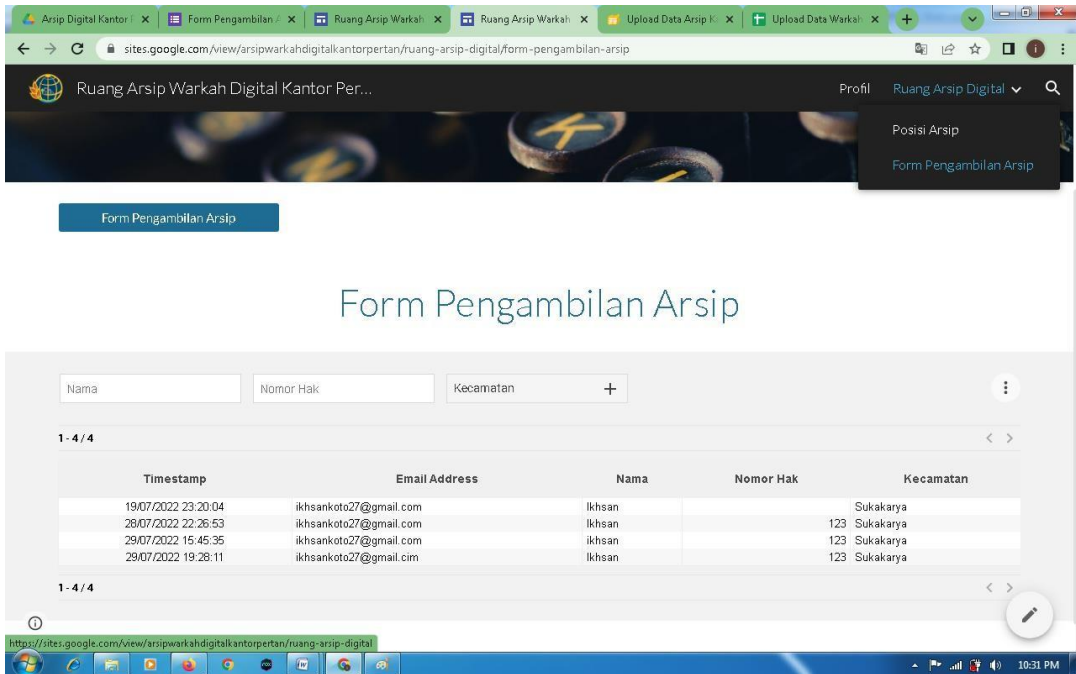 Arsip Digital Kantor
Form Pengambilan
Ruang Arsip Warkah
Ruang Arsip Warkah
Upload Data Arsip
Upload Data Warkah
sites.google.com/view/arsipwarkahdigitalkantorpertan/ruang-arsip-digital/form-pengambilan-arsip
Ruang Arsip Warkah Digital Kantor Per...
Profil
Ruang Arsip Digital
Posisi Arsip
Form Pengambilan Arsip
Form Pengambilan Arsip
Form Pengambilan Arsip
Nama
Nomor Hak
Kecamatan +
1 - 4 / 4
Timestamp Email Address Nama Nomor Hak Kecamatan
19/07/2022 23:20:04 ikhsankoto27@gmail.com Ikhsan Sukakarya
28/07/2022 22:26:53 ikhsankoto27@gmail.com Ikhsan 123 Sukakarya
29/07/2022 15:45:35 ikhsankoto27@gmail.com ikhsan 123 Sukakarya
29/07/2022 19:28:11 ikhsankoto27@gmail.cim Ikhsan 123 Sukakarya
1 - 4 / 4
https://sites.google.com/view/arsipwarkahdigitalkantorpertan/ruang-arsip-digital
10:31 PM